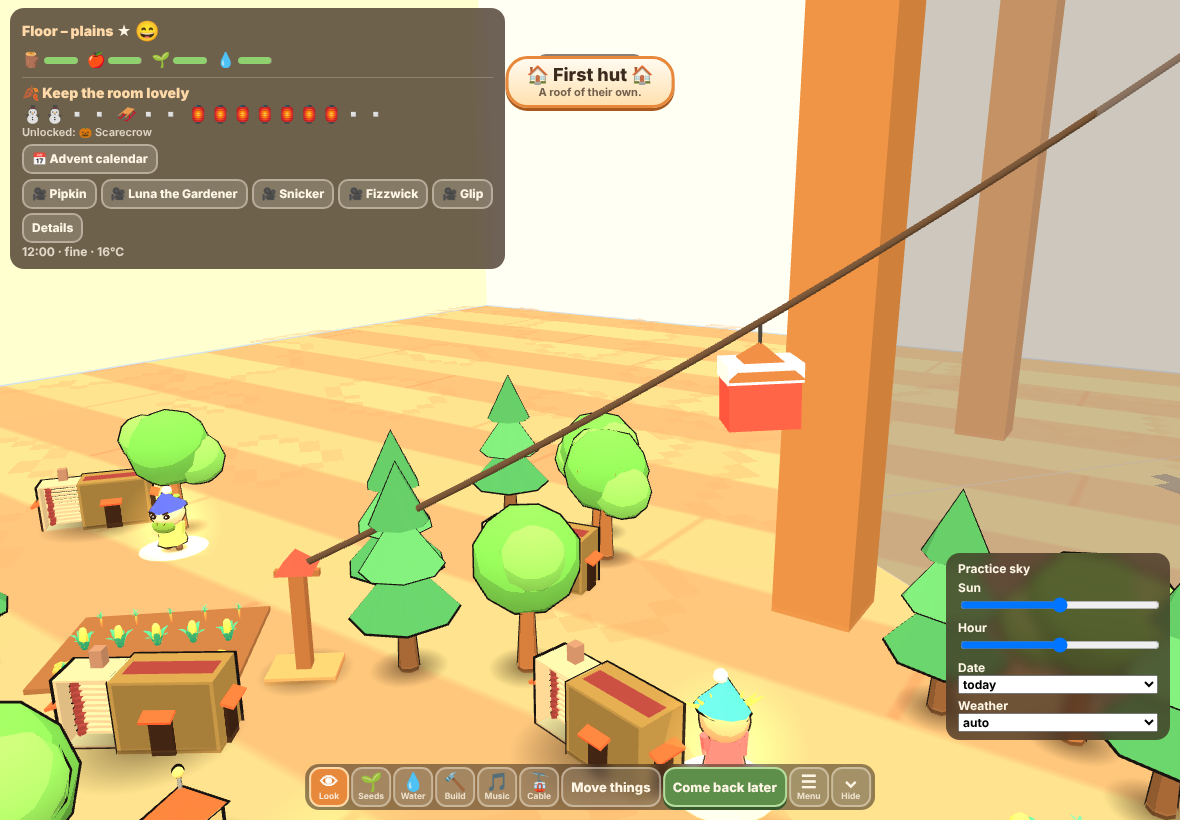 Floor – plains ★
Keep the room lovely
Unlocked: Scarecrow
Advent calendar
Pipkin
Luna the Gardener
Snicker
Fizzwick
Glip
Details
12:00 · fine · 16°C
First hut
A roof of their own.
Practice sky
Sun
Hour
Date
today
Weather
auto
Look
Seeds
Water
Build
Music
Cable
Move things
Come back later
Menu
Hide